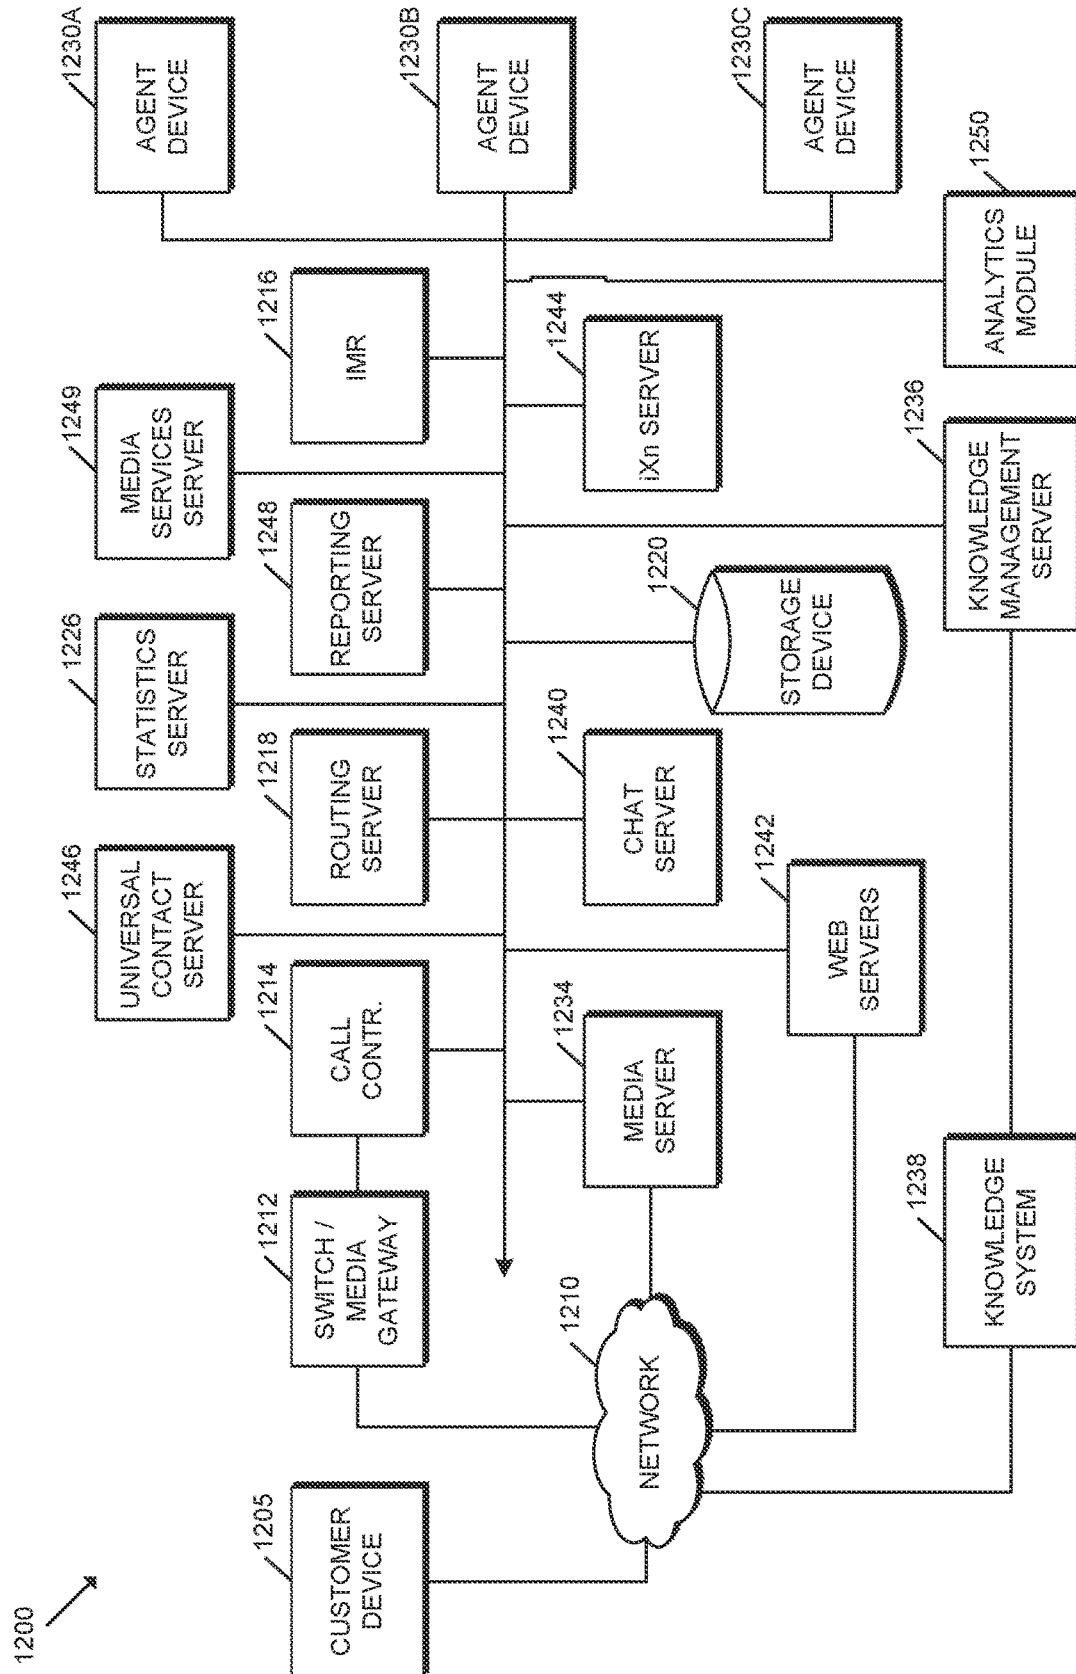 1200
1205
CUSTOMER
DEVICE
1210
NETWORK
1212
SWITCH /
MEDIA
GATEWAY
1214
CALL
CONTR.
1246
UNIVERSAL
CONTACT
SERVER
1218
ROUTING
SERVER
1226
STATISTICS
SERVER
1248
REPORTING
SERVER
1249
MEDIA
SERVICES
SERVER
1216
IMR
1230A
AGENT
DEVICE
1230B
AGENT
DEVICE
1230C
AGENT
DEVICE
1234
MEDIA
SERVER
1240
CHAT
SERVER
1242
WEB
SERVERS
1220
STORAGE
DEVICE
1244
iXn SERVER
1238
KNOWLEDGE
SYSTEM
1236
KNOWLEDGE
MANAGEMENT
SERVER
1250
ANALYTICS
MODULE